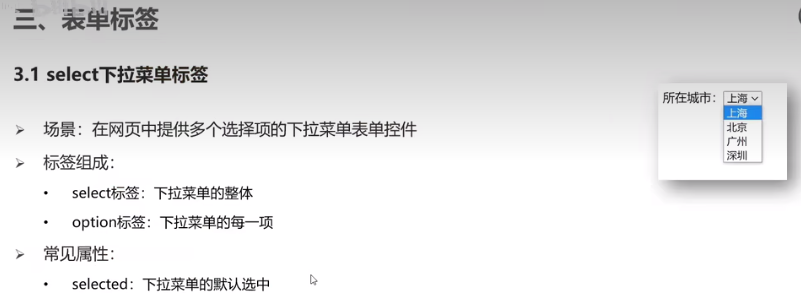 三、表单标签
3.1 select下拉菜单标签
➢ 场景：在网页中提供多个选择项的下拉菜单表单控件
➢ 标签组成：
• select标签：下拉菜单的整体
• option标签：下拉菜单的每一项
➢ 常见属性：
• selected：下拉菜单的默认选中
所在城市： 上海
上海
北京
广州
深圳